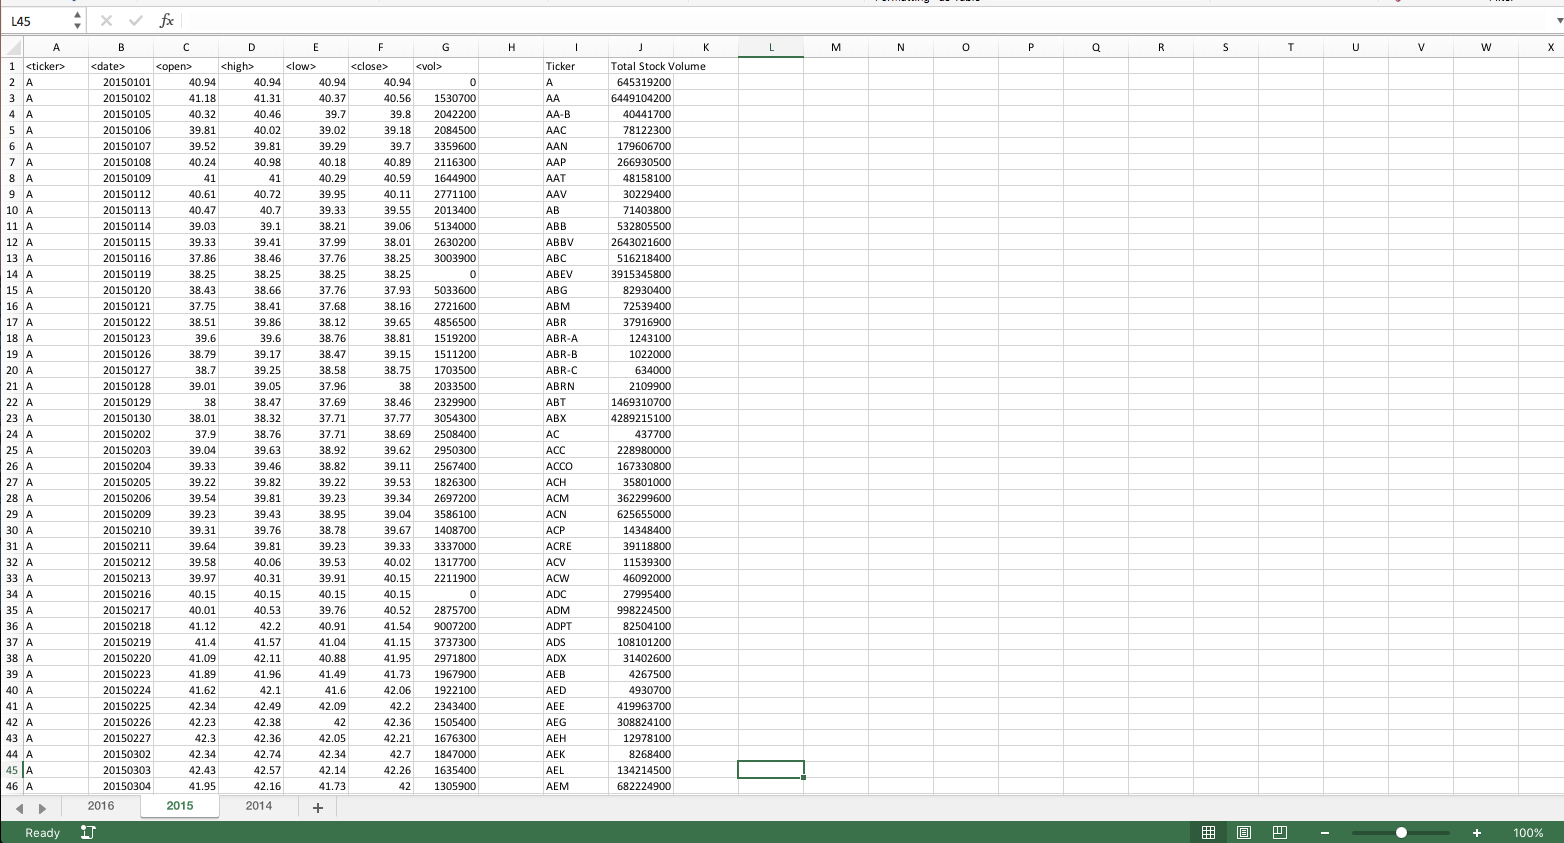 L45 fx
A B C D E F G H I J K L M N O P Q R S T U V W X
1 <ticker> <date> <open> <high> <low> <close> <vol> Ticker Total Stock Volume
2 A 20150101 40.94 40.94 40.94 40.94 0 A 645319200
3 A 20150102 41.18 41.31 40.37 40.56 1530700 AA 6449104200
4 A 20150105 40.32 40.46 39.7 39.8 2042200 AA-B 40441700
5 A 20150106 39.81 40.02 39.02 39.18 2084500 AAC 78122300
6 A 20150107 39.52 39.81 39.29 39.7 3359600 AAN 179606700
7 A 20150108 40.24 40.98 40.18 40.89 2116300 AAP 266930500
8 A 20150109 41 41 40.29 40.59 1644900 AAT 48158100
9 A 20150112 40.61 40.72 39.95 40.11 2771100 AAV 30229400
10 A 20150113 40.47 40.7 39.33 39.55 2013400 AB 71403800
11 A 20150114 39.03 39.1 38.21 39.06 5134000 ABB 532805500
12 A 20150115 39.33 39.41 37.99 38.01 2630200 ABBV 2643021600
13 A 20150116 37.86 38.46 37.76 38.25 3003900 ABC 516218400
14 A 20150119 38.25 38.25 38.25 38.25 0 ABEV 3915345800
15 A 20150120 38.43 38.66 37.76 37.93 5033600 ABG 82930400
16 A 20150121 37.75 38.41 37.68 38.16 2721600 ABM 72539400
17 A 20150122 38.51 39.86 38.12 39.65 4856500 ABR 37916900
18 A 20150123 39.6 39.6 38.76 38.81 1519200 ABR-A 1243100
19 A 20150126 38.79 39.17 38.47 39.15 1511200 ABR-B 1022000
20 A 20150127 38.7 39.25 38.58 38.75 1703500 ABR-C 634000
21 A 20150128 39.01 39.05 37.96 38 2033500 ABRN 2109900
22 A 20150129 38 38.47 37.69 38.46 2329900 ABT 1469310700
23 A 20150130 38.01 38.32 37.71 37.77 3054300 ABX 4289215100
24 A 20150202 37.9 38.76 37.71 38.69 2508400 AC 437700
25 A 20150203 39.04 39.63 38.92 39.62 2950300 ACC 228980000
26 A 20150204 39.33 39.46 38.82 39.11 2567400 ACCO 167330800
27 A 20150205 39.22 39.82 39.22 39.53 1826300 ACH 35801000
28 A 20150206 39.54 39.81 39.23 39.34 2697200 ACM 362299600
29 A 20150209 39.23 39.43 38.95 39.04 3586100 ACN 625655000
30 A 20150210 39.31 39.76 38.78 39.67 1408700 ACP 14348400
31 A 20150211 39.64 39.81 39.23 39.33 3337000 ACRE 39118800
32 A 20150212 39.58 40.06 39.53 40.02 1317700 ACV 11539300
33 A 20150213 39.97 40.31 39.91 40.15 2211900 ACW 46092000
34 A 20150216 40.15 40.15 40.15 40.15 0 ADC 27995400
35 A 20150217 40.01 40.53 39.76 40.52 2875700 ADM 998224500
36 A 20150218 41.12 42.2 40.91 41.54 9007200 ADPT 82504100
37 A 20150219 41.4 41.57 41.04 41.15 3737300 ADS 108101200
38 A 20150220 41.09 42.11 40.88 41.95 2971800 ADX 31402600
39 A 20150223 41.89 41.96 41.49 41.73 1967900 AEB 4267500
40 A 20150224 41.62 42.1 41.6 42.06 1922100 AED 4930700
41 A 20150225 42.34 42.49 42.09 42.2 2343400 AEE 419963700
42 A 20150226 42.23 42.38 42 42.36 1505400 AEG 308824100
43 A 20150227 42.3 42.36 42.05 42.21 1676300 AEH 12978100
44 A 20150302 42.34 42.74 42.34 42.7 1847000 AEK 8268400
45 A 20150303 42.43 42.57 42.14 42.26 1635400 AEL 134214500
46 A 20150304 41.95 42.16 41.73 42 1305900 AEM 682224900
2016 2015 2014 +
Ready 100%